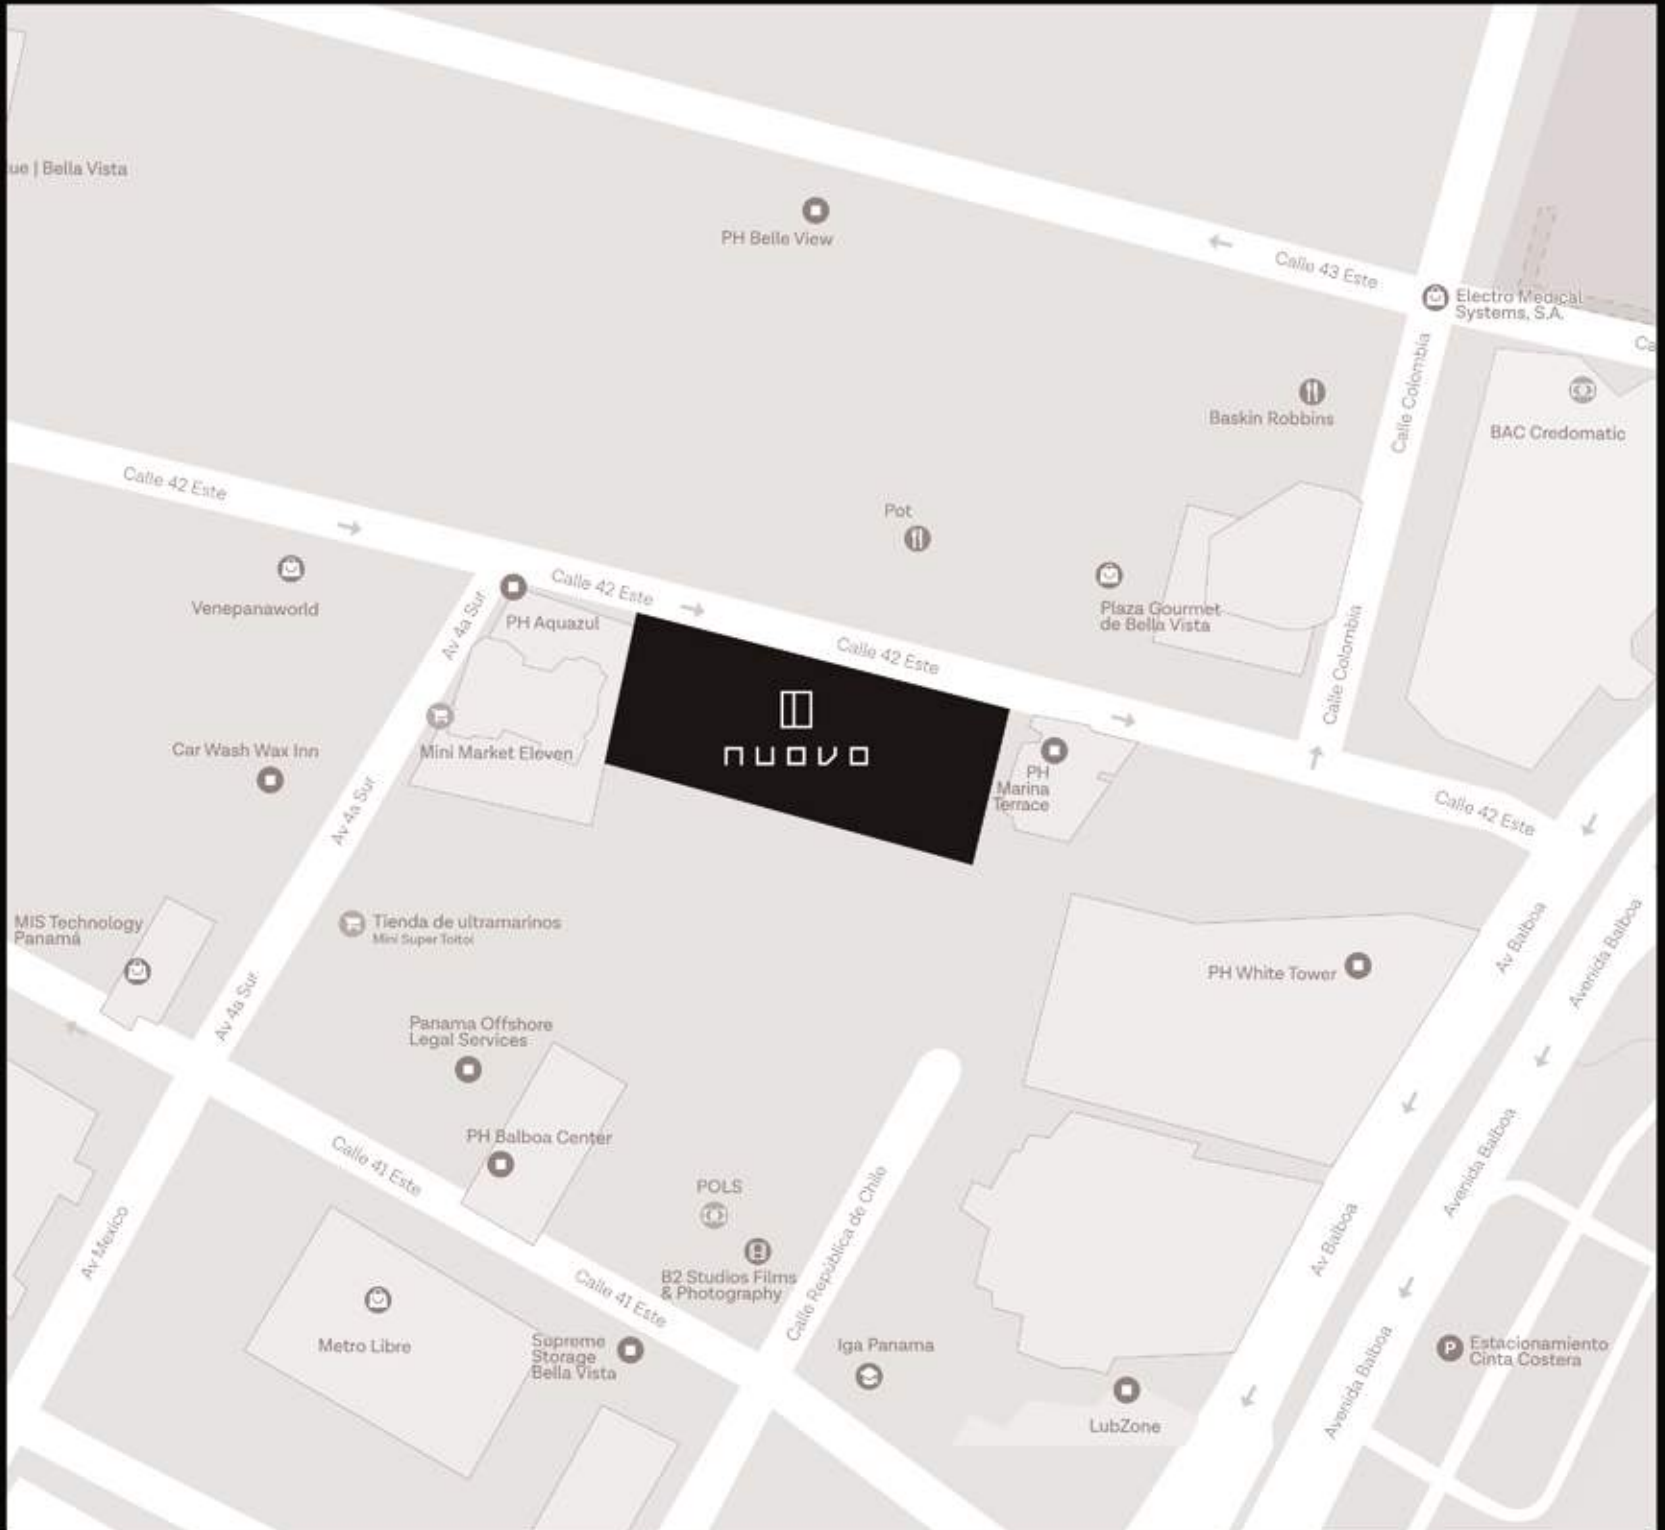 ue | Bella Vista
PH Belle View
Calle 43 Este
Electro Medical
Systems, S.A.
Ca
Calle Colombia
Baskin Robbins
BAC Credomatic
Calle 42 Este
Pot
Venepanaworld
Calle 42 Este
PH Aquazul
Av 4a Sur
Plaza Gourmet
de Bella Vista
Calle 42 Este
Calle Colombia
nuovo
Mini Market Eleven
Car Wash Wax Inn
PH
Marina
Terrace
Av 4a Sur
Calle 42 Este
MIS Technology
Panamá
Tienda de ultramarinos
Mini Super Toitoi
Av Balboa
Avenida Balboa
PH White Tower
Av 4a Sur
Panama Offshore
Legal Services
PH Balboa Center
Calle 41 Este
Avenida Balboa
POLS
Calle República de Chile
Av Mexico
Av Balboa
B2 Studios Films
& Photography
Calle 41 Este
Metro Libre
Supreme
Storage
Bella Vista
Iga Panama
Avenida Balboa
P
Estacionamiento
Cinta Costera
LubZone